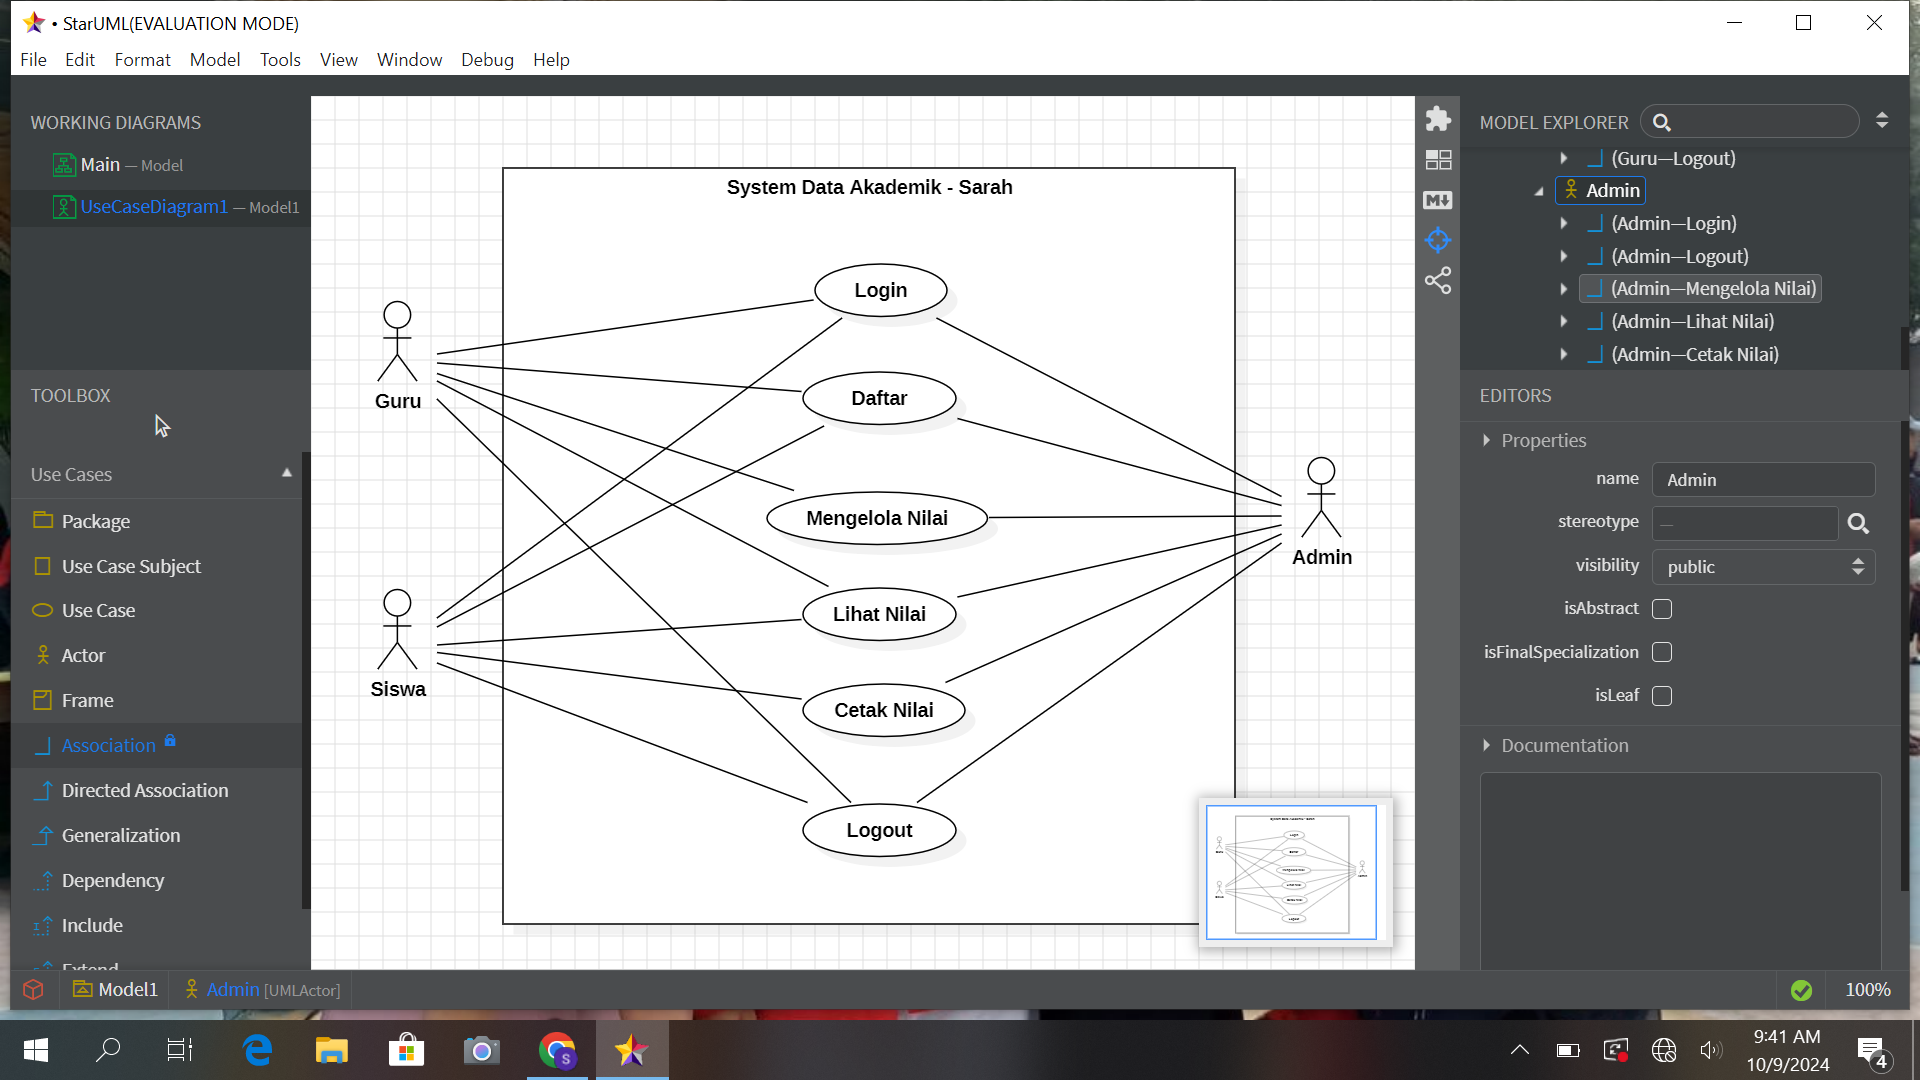 • StarUML(EVALUATION MODE)
File Edit Format Model Tools View Window Debug Help
WORKING DIAGRAMS
Main — Model
UseCaseDiagram1 — Model1
TOOLBOX
Use Cases
Package
Use Case Subject
Use Case
Actor
Frame
Association
Directed Association
Generalization
Dependency
Include
Extend
System Data Akademik - Sarah
Login
Daftar
Mengelola Nilai
Lihat Nilai
Cetak Nilai
Logout
Guru
Siswa
Admin
M
MODEL EXPLORER
(Guru—Logout)
Admin
(Admin—Login)
(Admin—Logout)
(Admin—Mengelola Nilai)
(Admin—Lihat Nilai)
(Admin—Cetak Nilai)
EDITORS
Properties
name Admin
stereotype —
visibility public
isAbstract
isFinalSpecialization
isLeaf
Documentation
Model1 Admin [UMLActor]
100%
S
9:41 AM
10/9/2024
4